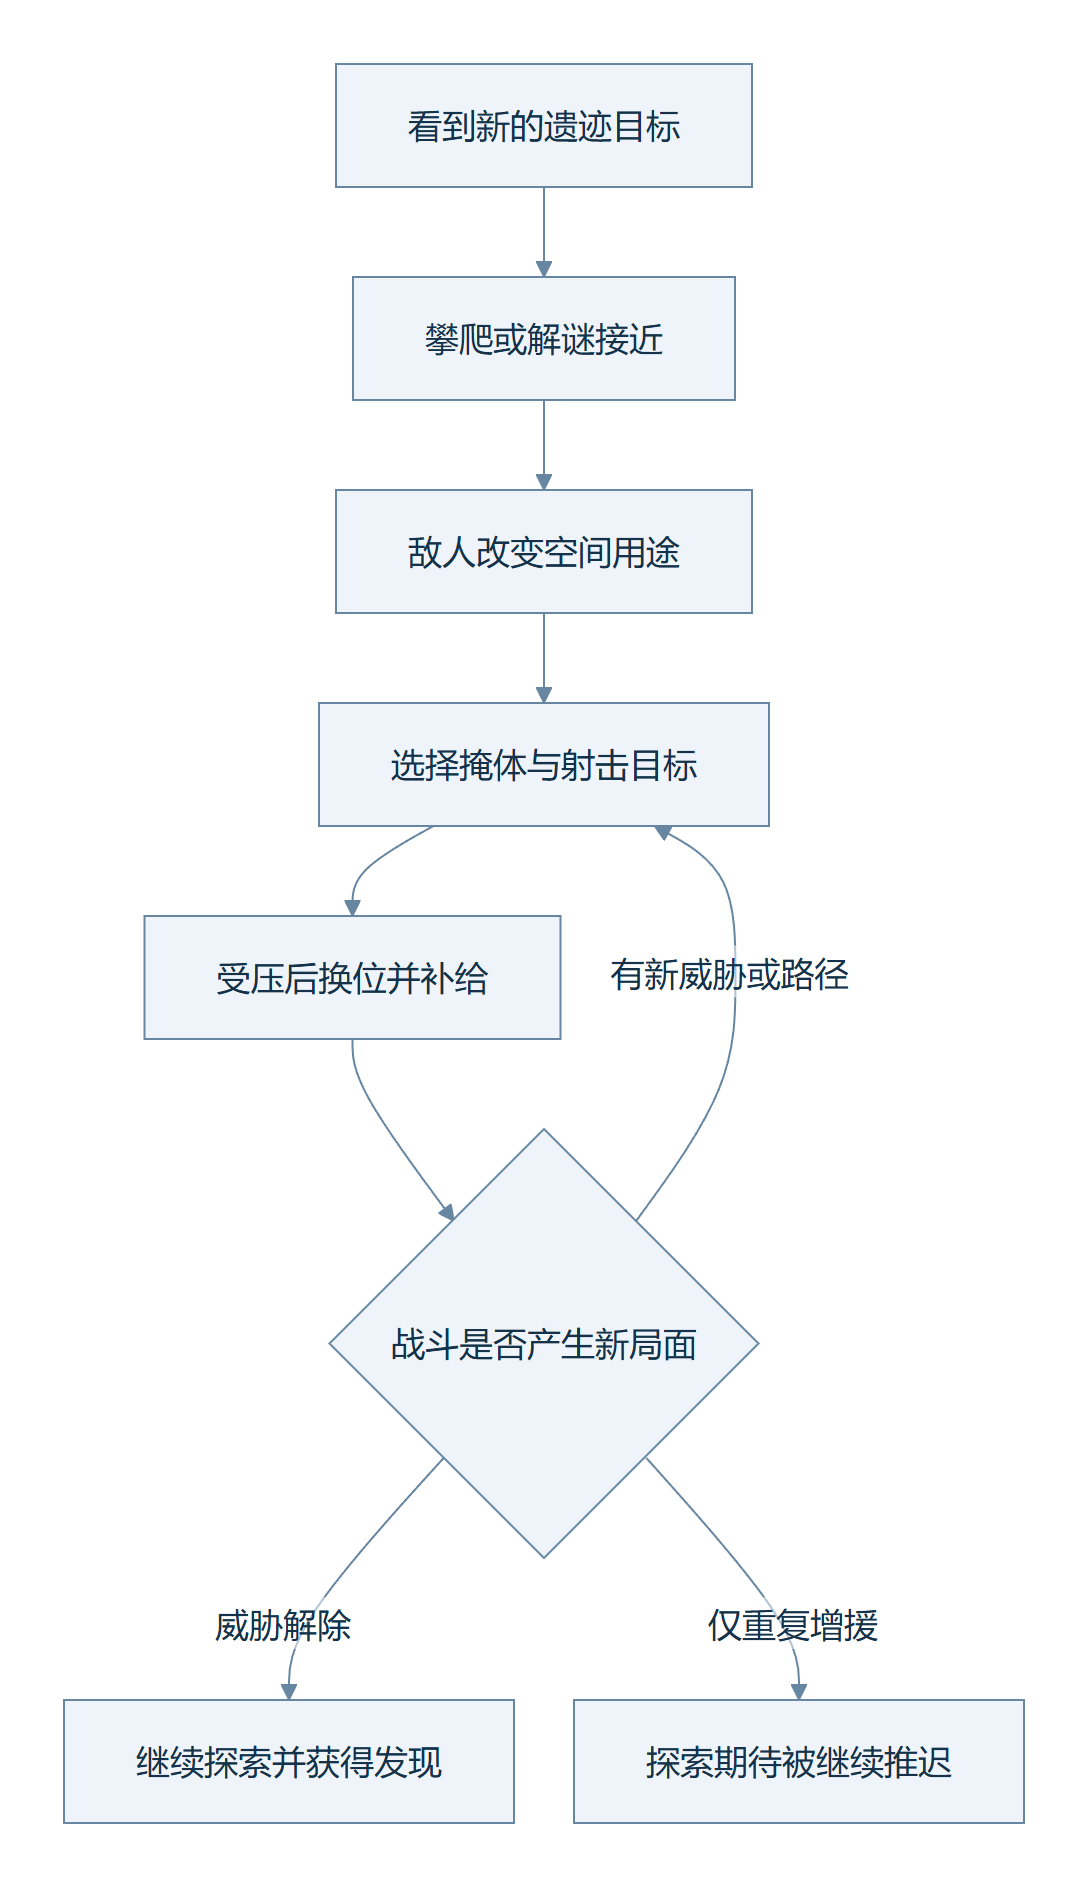 看到新的遗迹目标
攀爬或解谜接近
敌人改变空间用途
选择掩体与射击目标
受压后换位并补给
有新威胁或路径
战斗是否产生新局面
威胁解除
仅重复增援
继续探索并获得发现
探索期待被继续推迟